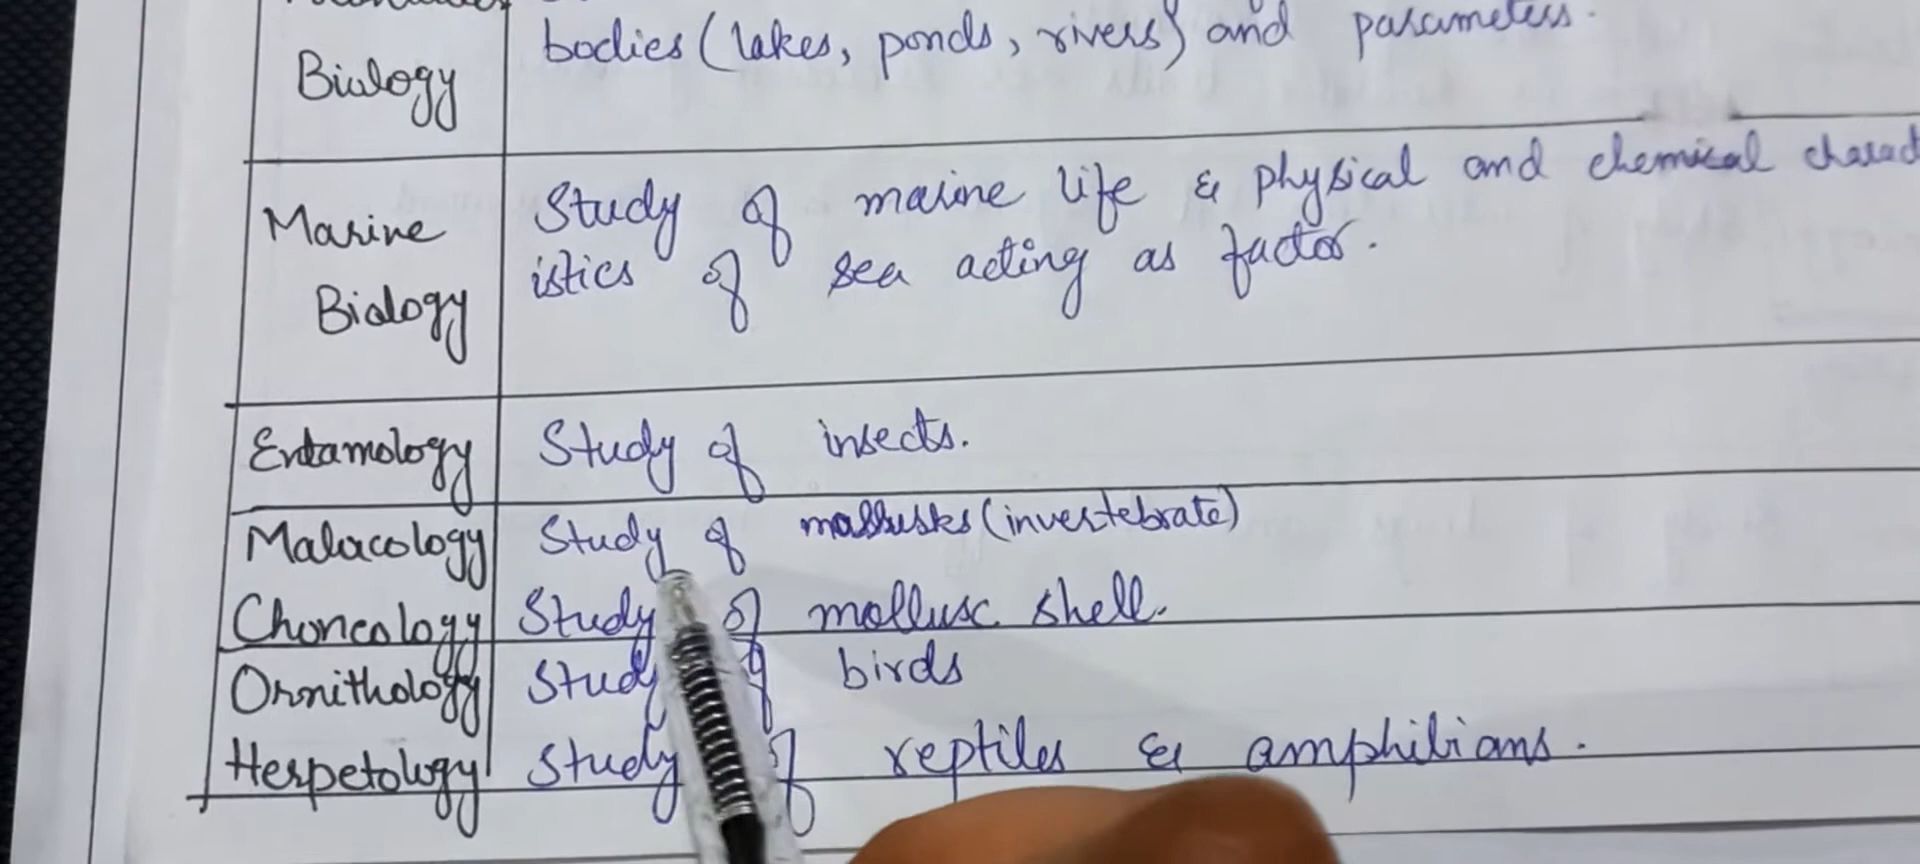 Biology bodies (lakes, ponds, rivers) and parameters.
Marine Study of marine life & physical and chemical charact
Biology istics of sea acting as factor.
Entamology Study of insects.
Malacology Study of mollusks (invertebrate)
Choncology Study of mollusc shell.
Ornithology Study of birds
Herpetology Study of reptiles & amphibians.